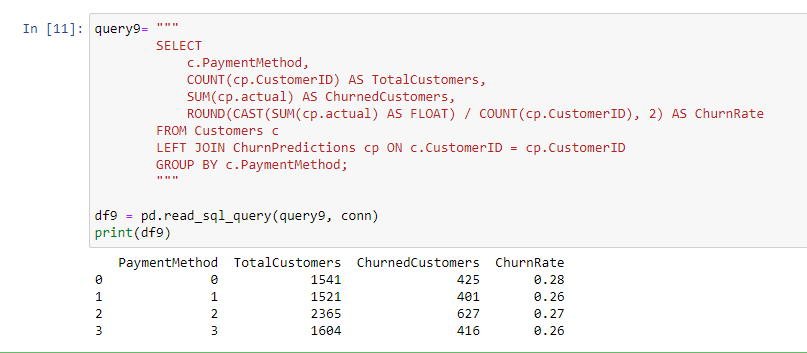 In [11]: query9= """
SELECT
c.PaymentMethod,
COUNT(cp.CustomerID) AS TotalCustomers,
SUM(cp.actual) AS ChurnedCustomers,
ROUND(CAST(SUM(cp.actual) AS FLOAT) / COUNT(cp.CustomerID), 2) AS ChurnRate
FROM Customers c
LEFT JOIN ChurnPredictions cp ON c.CustomerID = cp.CustomerID
GROUP BY c.PaymentMethod;
"""
df9 = pd.read_sql_query(query9, conn)
print(df9)
PaymentMethod TotalCustomers ChurnedCustomers ChurnRate
0 0 1541 425 0.28
1 1 1521 401 0.26
2 2 2365 627 0.27
3 3 1604 416 0.26